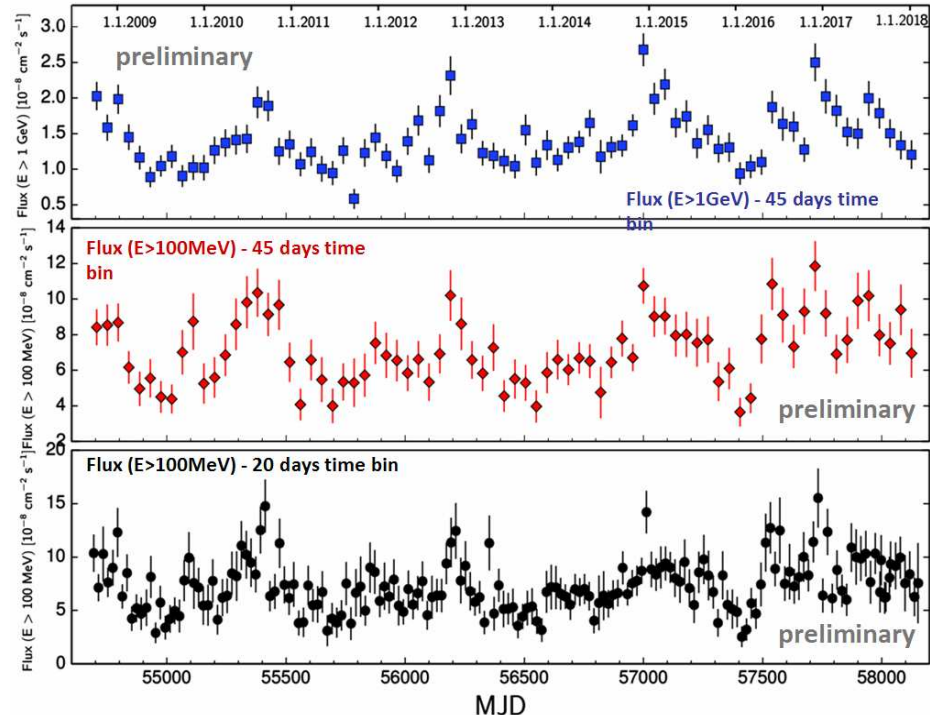 1.1.2009 1.1.2010 1.1.2011 1.1.2012 1.1.2013 1.1.2014 1.1.2015 1.1.2016 1.1.2017 1.1.2018
Flux (E > 1 GeV) [10⁻⁸ cm⁻² s⁻¹]
3.0
2.5
2.0
1.5
1.0
0.5
preliminary
Flux (E>1GeV) - 45 days time
bin
Flux (E > 100 MeV) [10⁻⁸ cm⁻² s⁻¹]
14
12
10
8
6
4
2
Flux (E>100MeV) - 45 days time
bin
preliminary
Flux (E > 100 MeV) [10⁻⁸ cm⁻² s⁻¹]
20
15
10
5
0
Flux (E>100MeV) - 20 days time bin
preliminary
55000 55500 56000 56500 57000 57500 58000
MJD